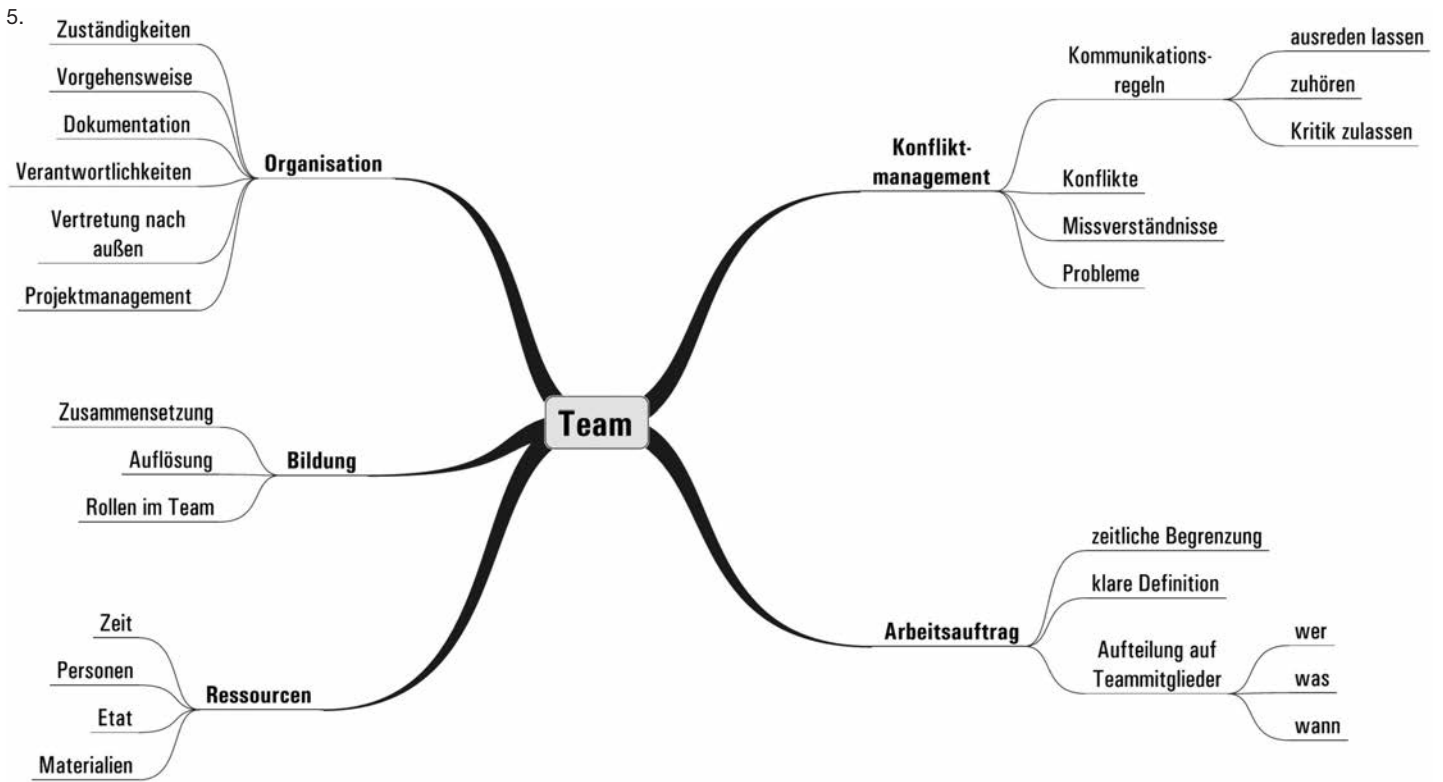 5.
Zuständigkeiten
Vorgehensweise
Dokumentation
Verantwortlichkeiten
Vertretung nach
außen
Projektmanagement
Organisation
Zusammensetzung
Auflösung
Rollen im Team
Bildung
Zeit
Personen
Etat
Materialien
Ressourcen
Team
Konflikt-
management
Kommunikations-
regeln
ausreden lassen
zuhören
Kritik zulassen
Konflikte
Missverständnisse
Probleme
Arbeitsauftrag
zeitliche Begrenzung
klare Definition
Aufteilung auf
Teammitglieder
wer
was
wann